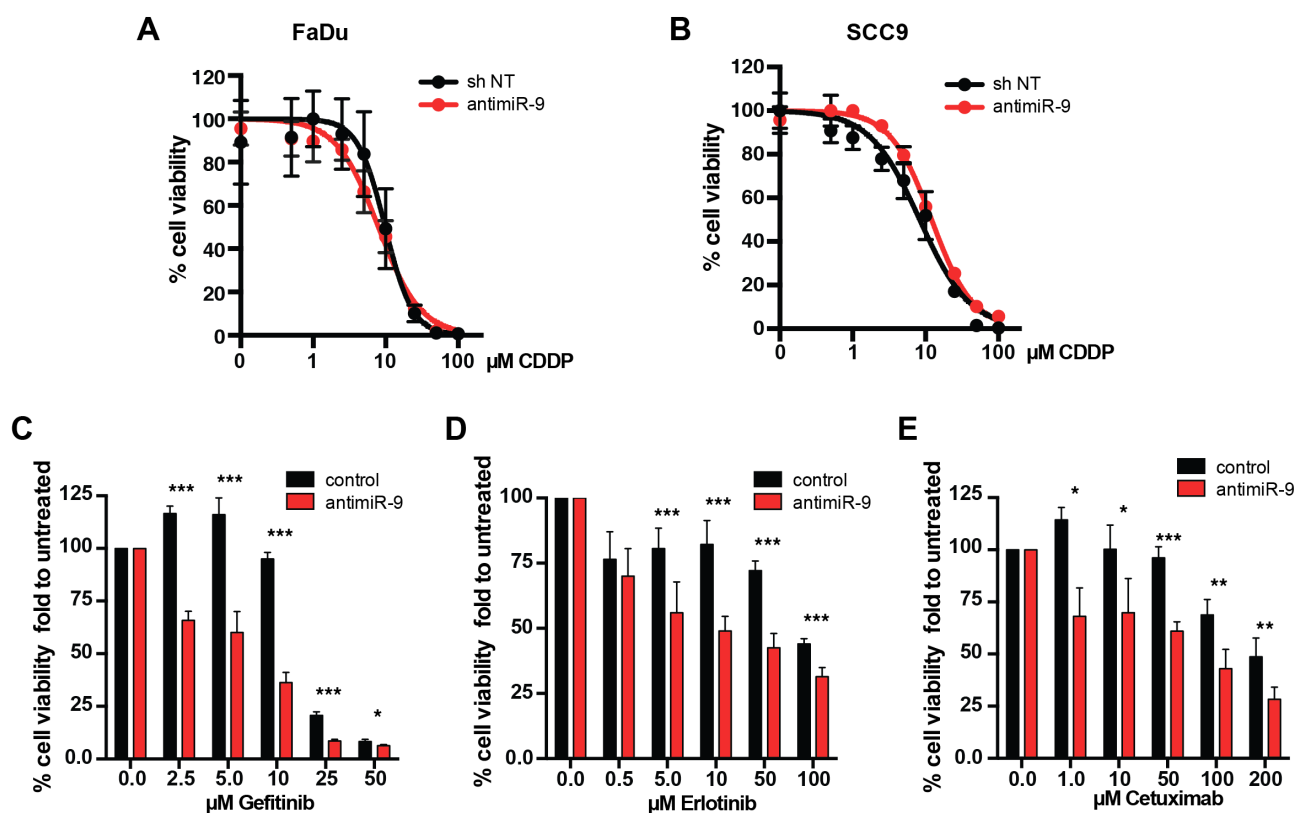 A
FaDu
% cell viability
120
100
80
60
40
20
0
0
1
10
100
µM CDDP
sh NT
antimiR-9
B
SCC9
% cell viability
120
100
80
60
40
20
0
0
1
10
100
µM CDDP
sh NT
antimiR-9
C
% cell viability fold to untreated
125
100
75
50
25
0.0
control
antimiR-9
***
***
***
***
*
0.0
2.5
5.0
10
25
50
µM Gefitinib
D
% cell viability fold to untreated
100
75
50
25
0.0
control
antimiR-9
***
***
***
***
0.0
0.5
5.0
10
50
100
µM Erlotinib
E
% cell viability fold to untreated
125
100
75
50
25
0.0
control
antimiR-9
*
*
***
**
**
0.0
1.0
10
50
100
200
µM Cetuximab